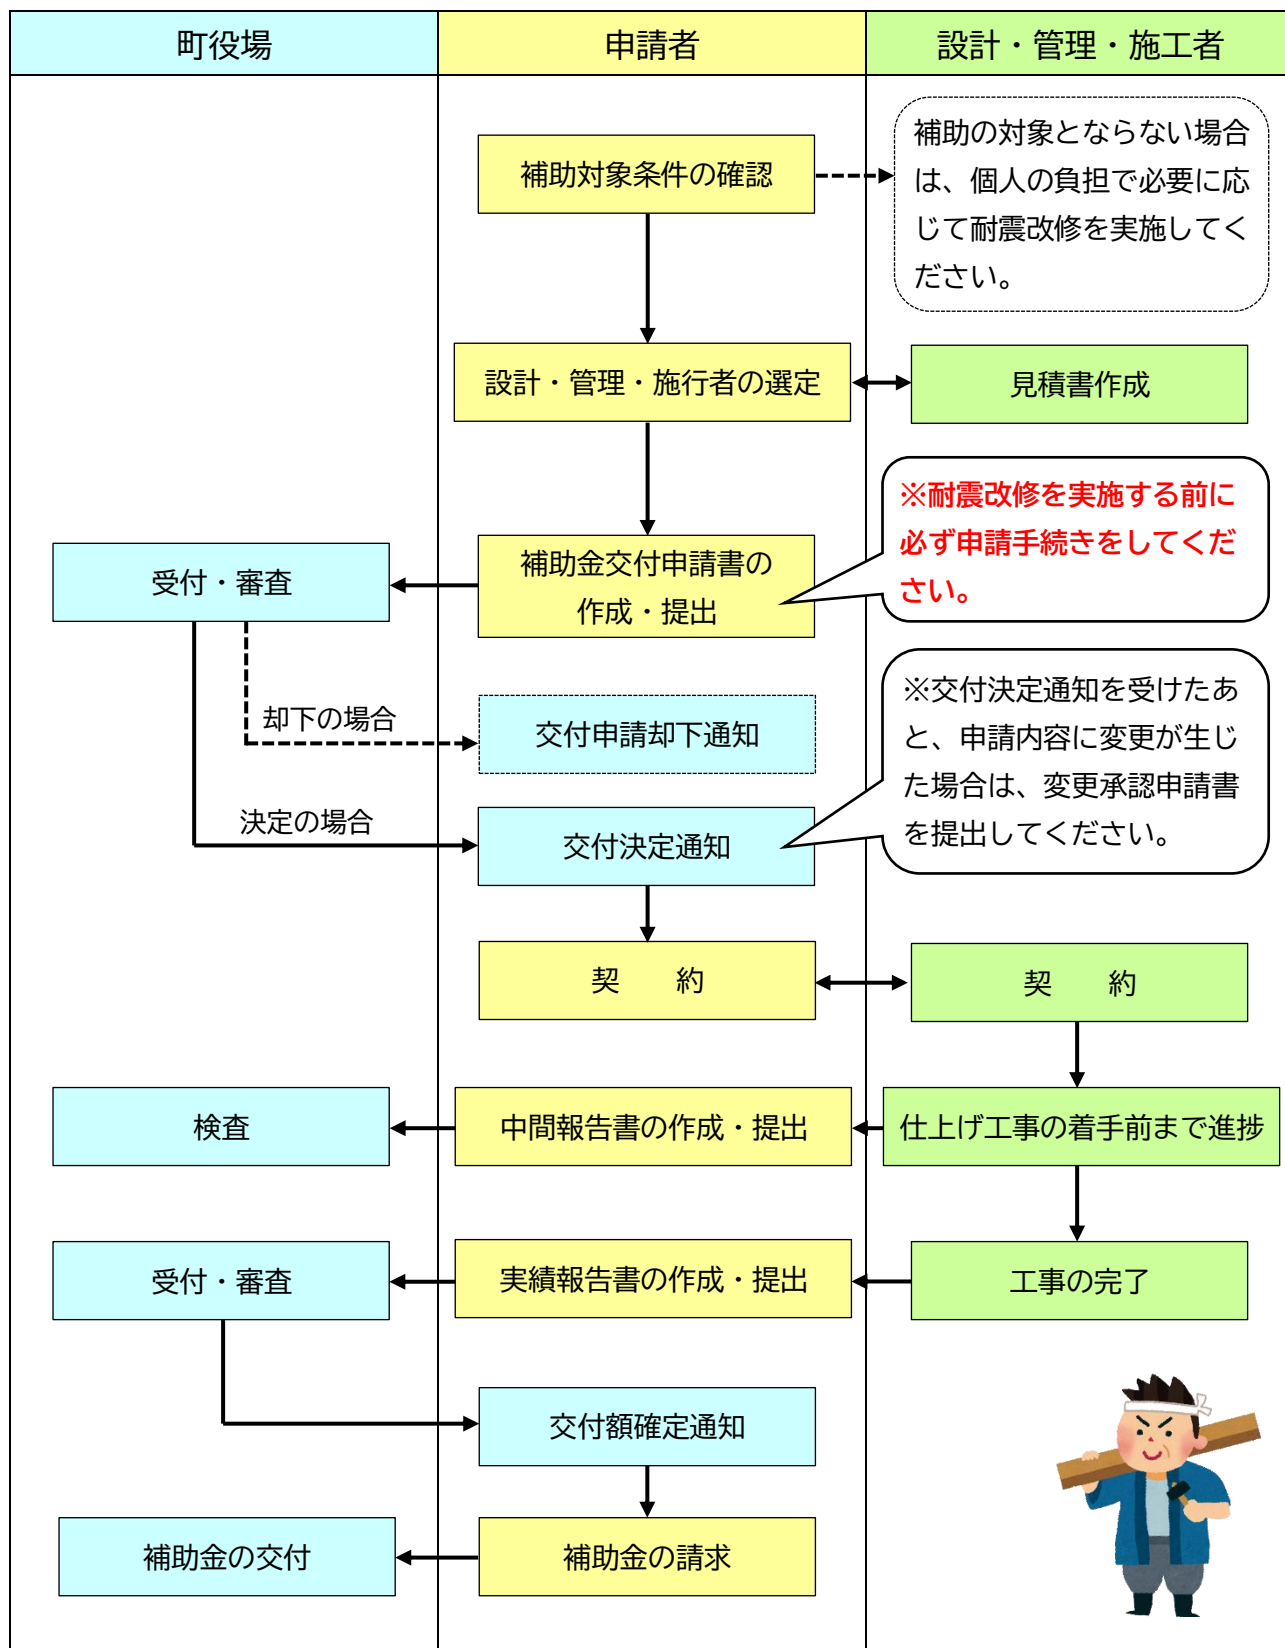 町役場
申請者
設計・管理・施工者
補助対象条件の確認
補助の対象とならない場合
は、個人の負担で必要に応
じて耐震改修を実施してく
ださい。
設計・管理・施行者の選定
見積書作成
※耐震改修を実施する前に
必ず申請手続きをしてくだ
さい。
受付・審査
補助金交付申請書の
作成・提出
却下の場合
交付申請却下通知
※交付決定通知を受けたあ
と、申請内容に変更が生じ
た場合は、変更承認申請書
を提出してください。
決定の場合
交付決定通知
契　約
契　約
検査
中間報告書の作成・提出
仕上げ工事の着手前まで進捗
受付・審査
実績報告書の作成・提出
工事の完了
交付額確定通知
補助金の交付
補助金の請求